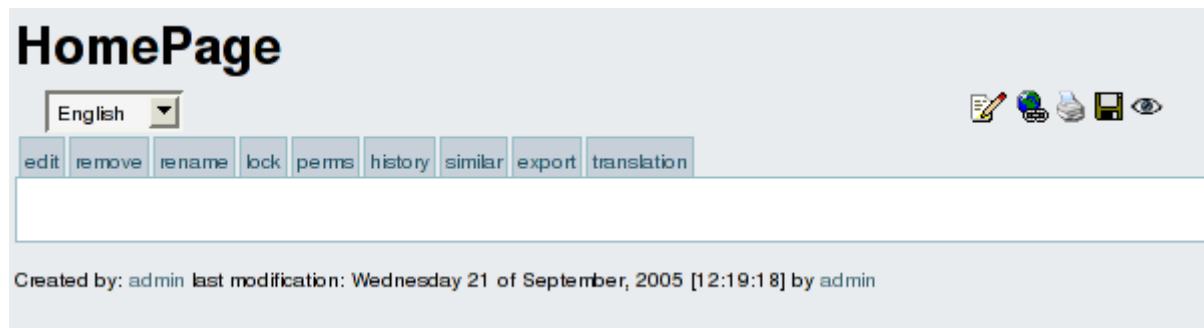 HomePage
English
edit remove rename lock perms history similar export translation
Created by: admin last modification: Wednesday 21 of September, 2005 [12:19:18] by admin